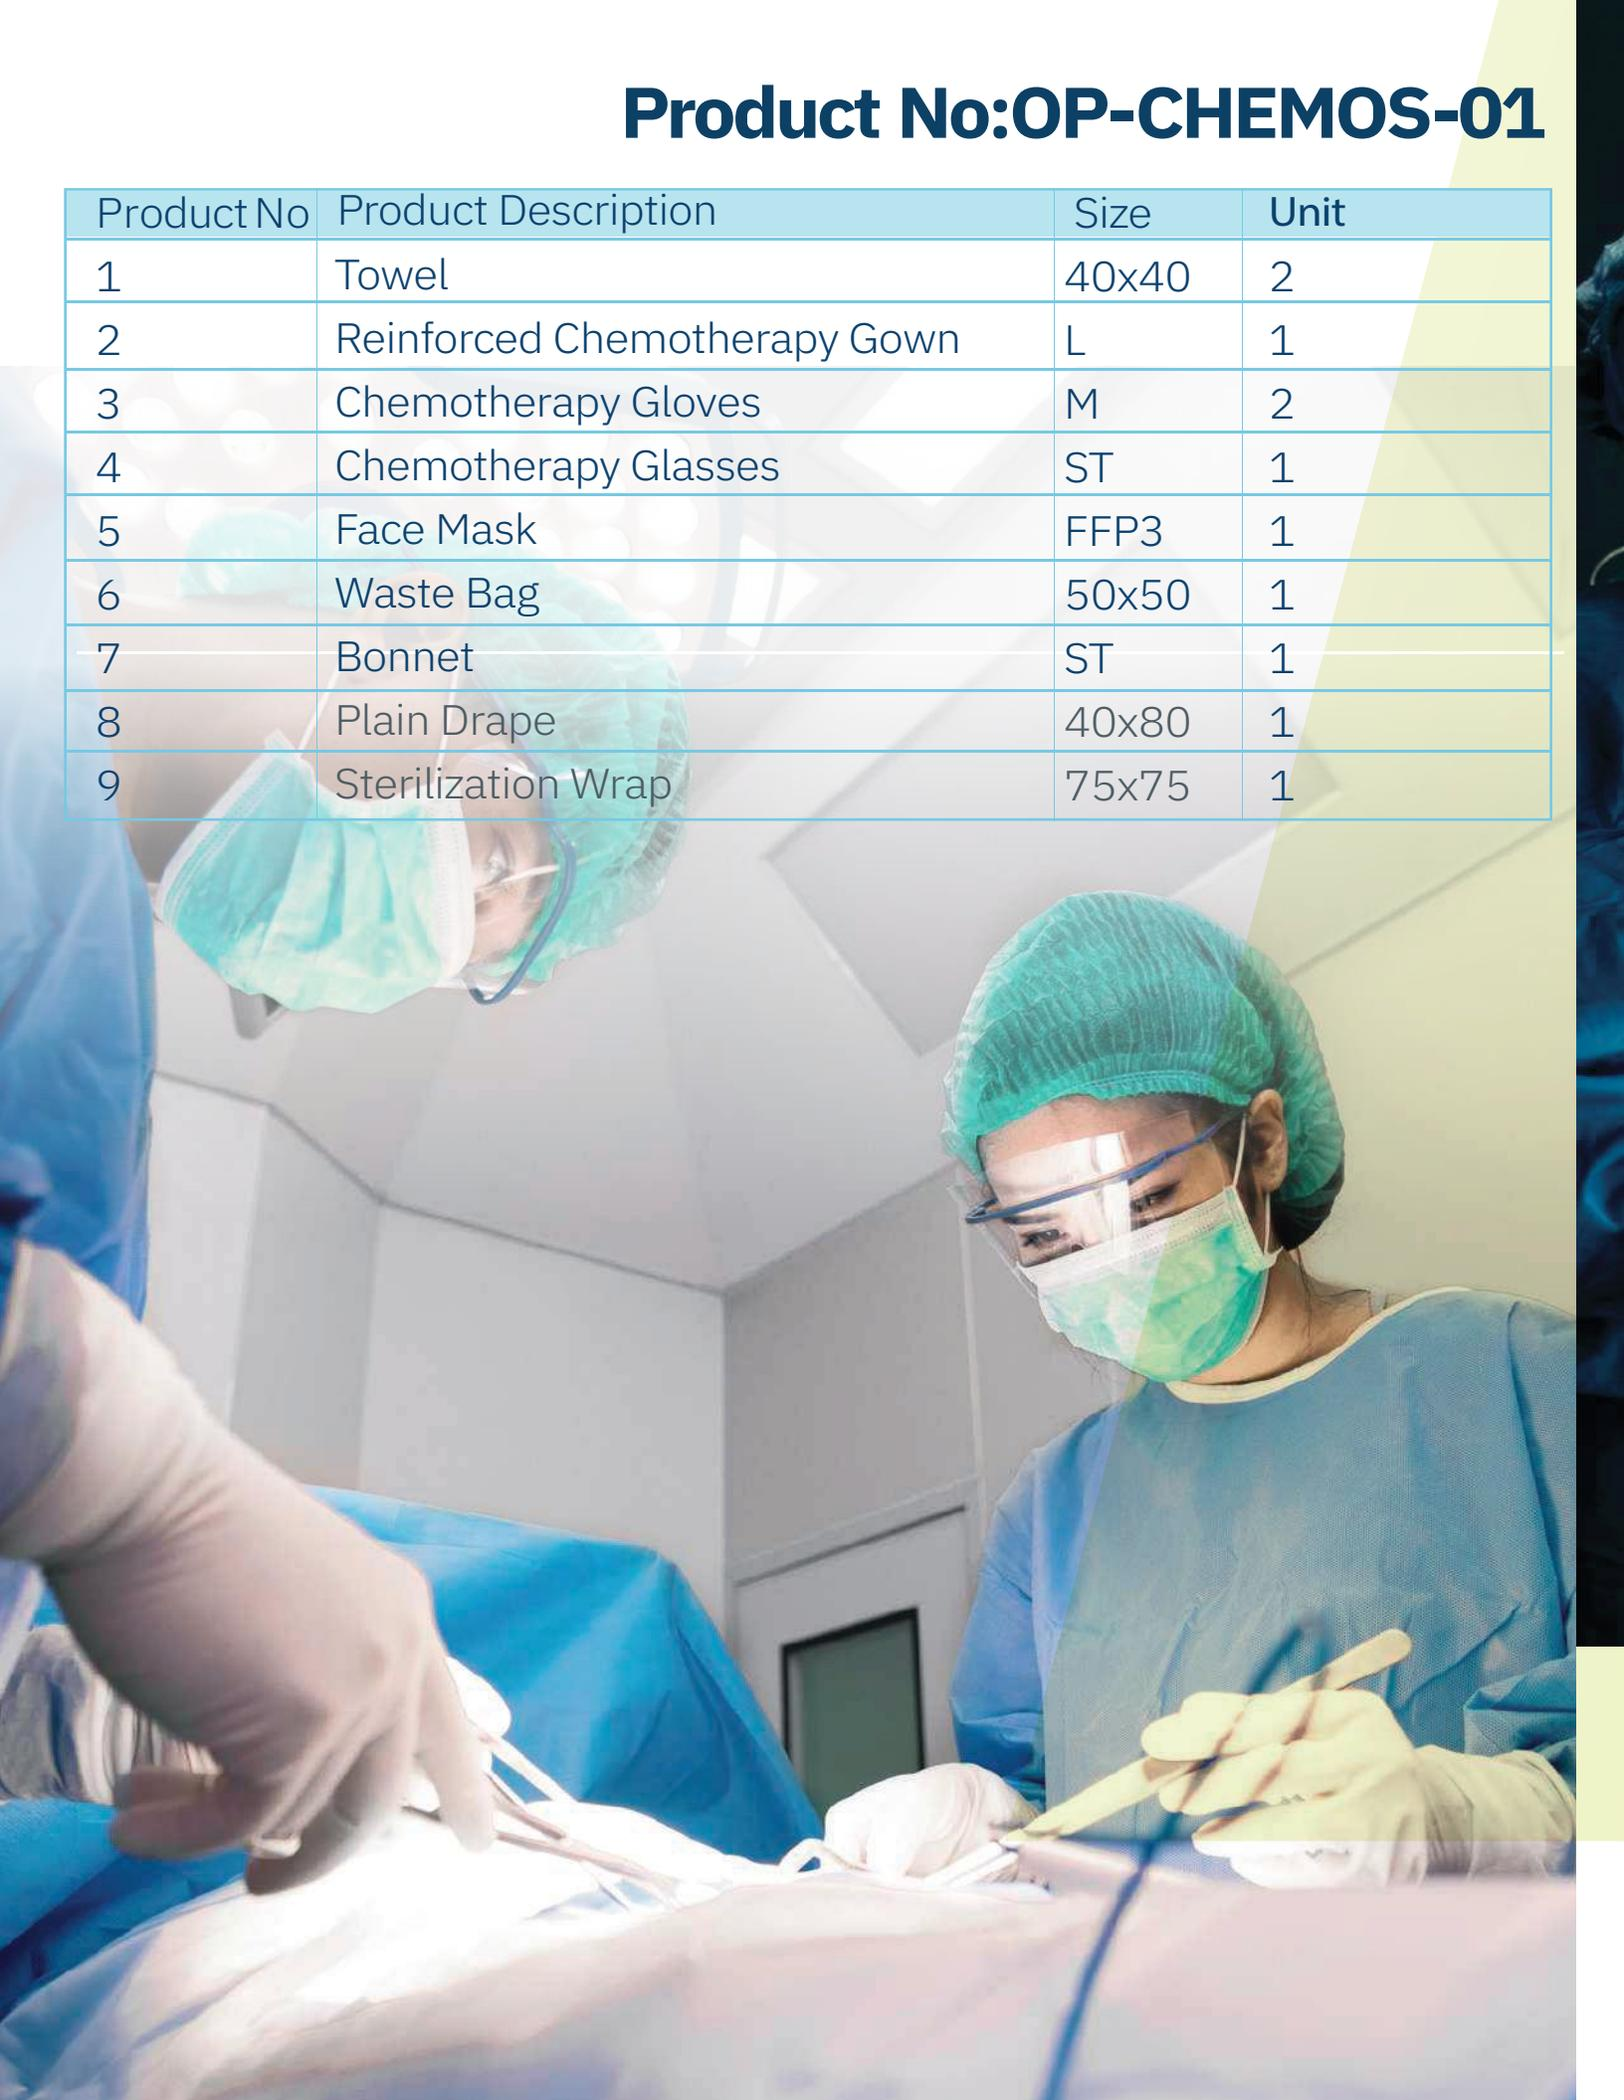 Product No:OP-CHEMOS-01
Product No Product Description Size Unit
1 Towel 40x40 2
2 Reinforced Chemotherapy Gown L 1
3 Chemotherapy Gloves M 2
4 Chemotherapy Glasses ST 1
5 Face Mask FFP3 1
6 Waste Bag 50x50 1
7 Bonnet ST 1
8 Plain Drape 40x80 1
9 Sterilization Wrap 75x75 1